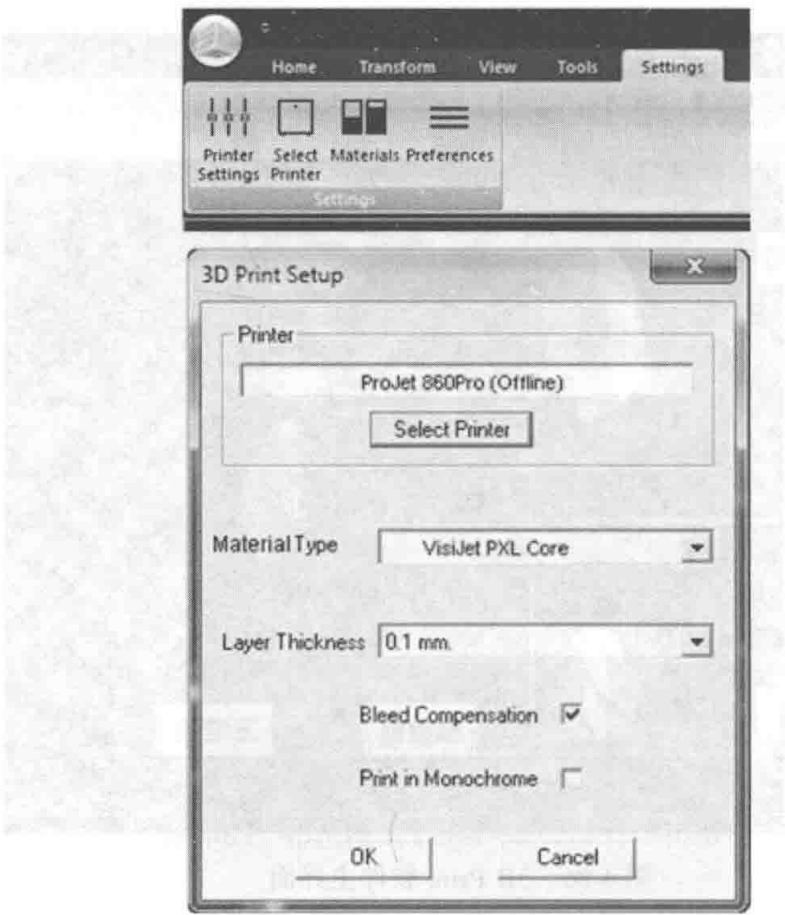 Home Transform View Tools Settings
Printer Settings Select Printer Materials Preferences
Settings
3D Print Setup
Printer
ProJet 860Pro (Offline)
Select Printer
Material Type VisiJet PXL Core
Layer Thickness 0.1 mm.
Bleed Compensation
Print in Monochrome
OK Cancel